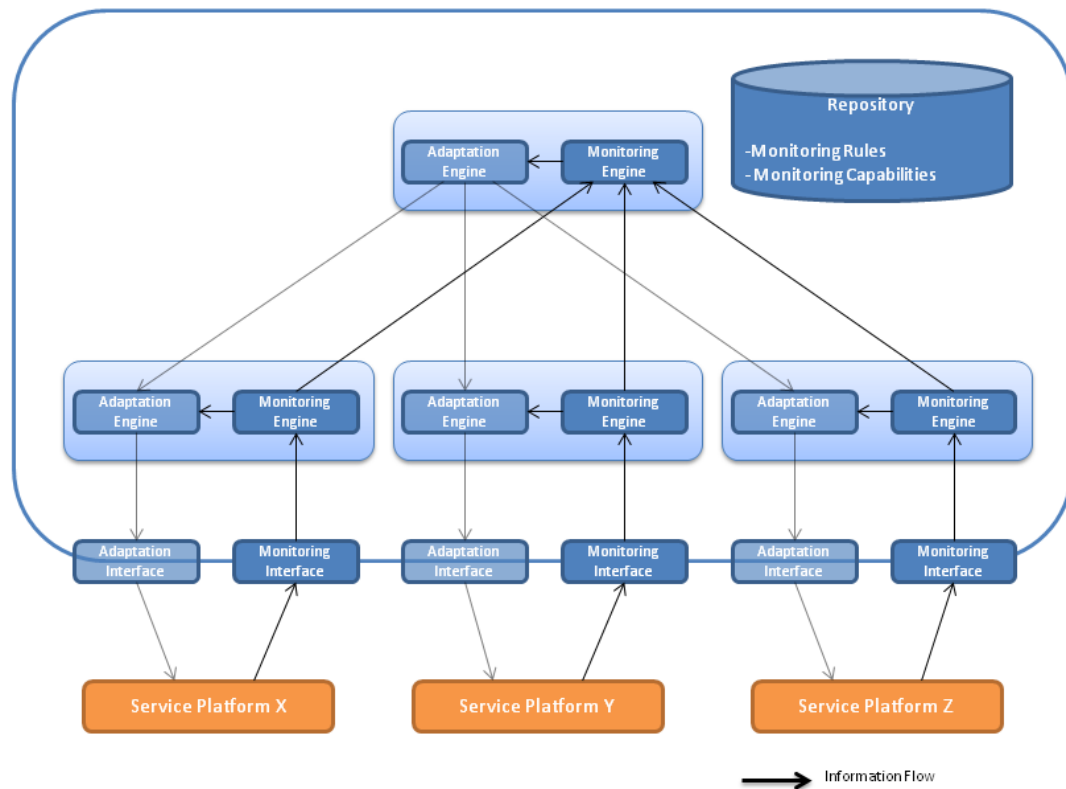 Repository
-Monitoring Rules
- Monitoring Capabilities
Adaptation
Engine
Monitoring
Engine
Adaptation
Engine
Monitoring
Engine
Adaptation
Engine
Monitoring
Engine
Adaptation
Engine
Monitoring
Engine
Adaptation
Interface
Monitoring
Interface
Adaptation
Interface
Monitoring
Interface
Adaptation
Interface
Monitoring
Interface
Service Platform X
Service Platform Y
Service Platform Z
Information Flow